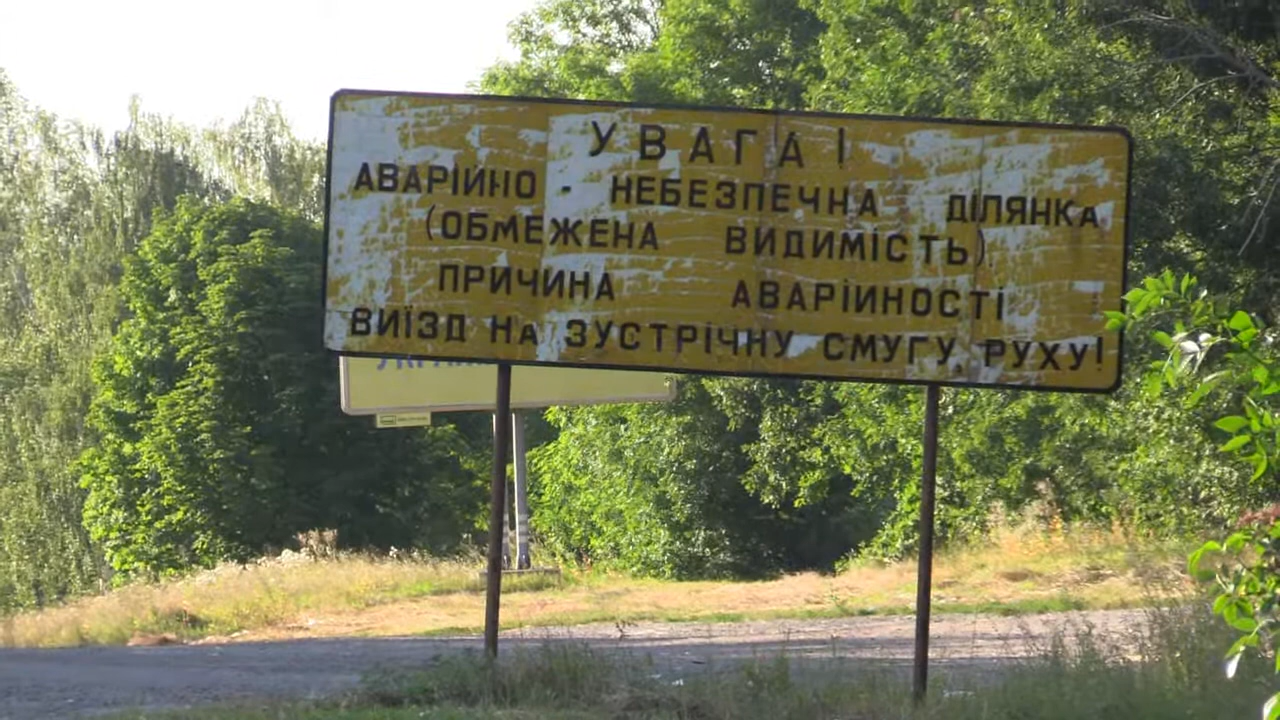 УВАГА!
АВАРІЙНО - НЕБЕЗПЕЧНА ДІЛЯНКА
(ОБМЕЖЕНА ВИДИМІСТЬ)
ПРИЧИНА АВАРІЙНОСТІ
ВИЇЗД НА ЗУСТРІЧНУ СМУГУ РУХУ!